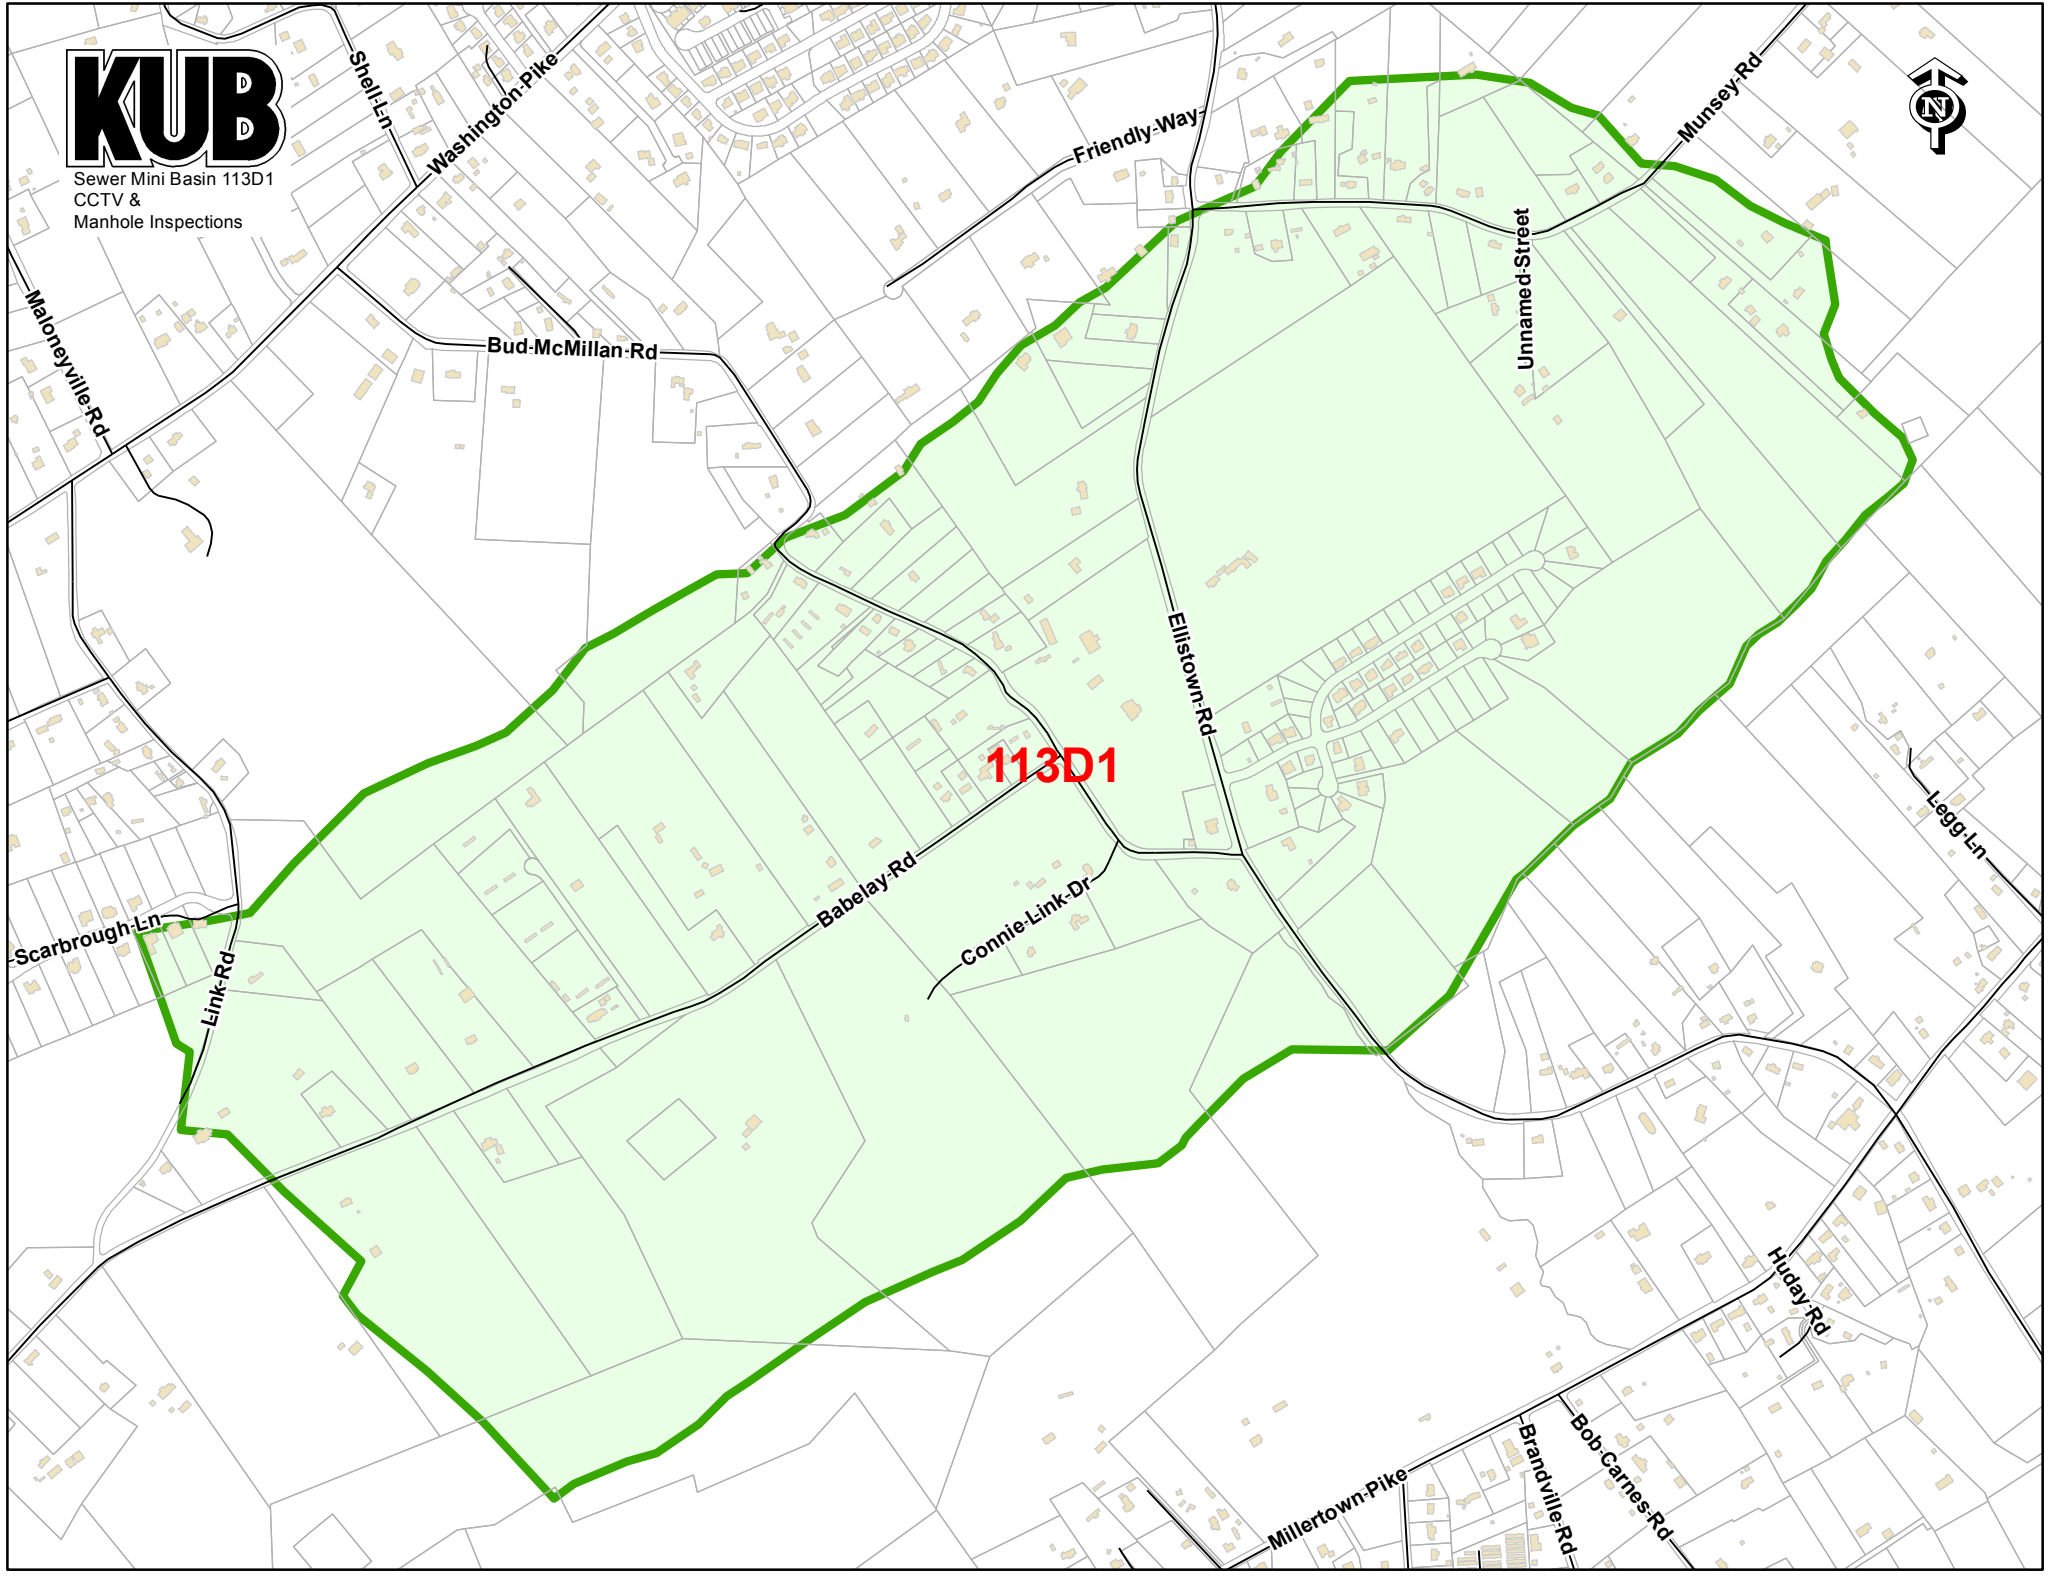 KUB
Sewer Mini Basin 113D1
CCTV &
Manhole Inspections
N
Shell Ln
Washington Pike
Friendly Way
Munsey Rd
Unnamed Street
Maloneyville Rd
Bud McMillan Rd
Ellistown Rd
113D1
Legg Ln
Babelay Rd
Connie Link Dr
Scarbrough Ln
Link Rd
Huday Rd
Millertown Pike
Brandville Rd
Bob Carnes Rd